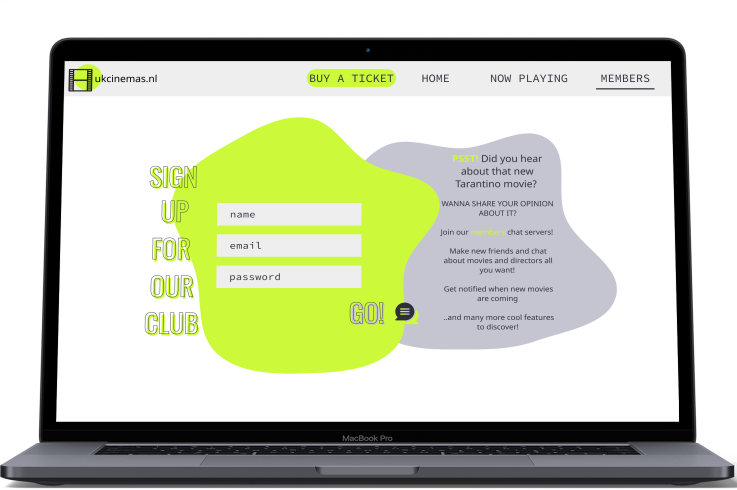 ukcinemas.nl
BUY A TICKET
HOME
NOW PLAYING
MEMBERS
SIGN
UP
FOR
OUR
CLUB
name
email
password
GO!
PSST! Did you hear
about that new
Tarantino movie?
WANNA SHARE YOUR OPINION
ABOUT IT?
Join our members chat servers!
Make new friends and chat
about movies and directors all
you want!
Get notified when new movies
are coming
..and many more cool features
to discover!
MacBook Pro